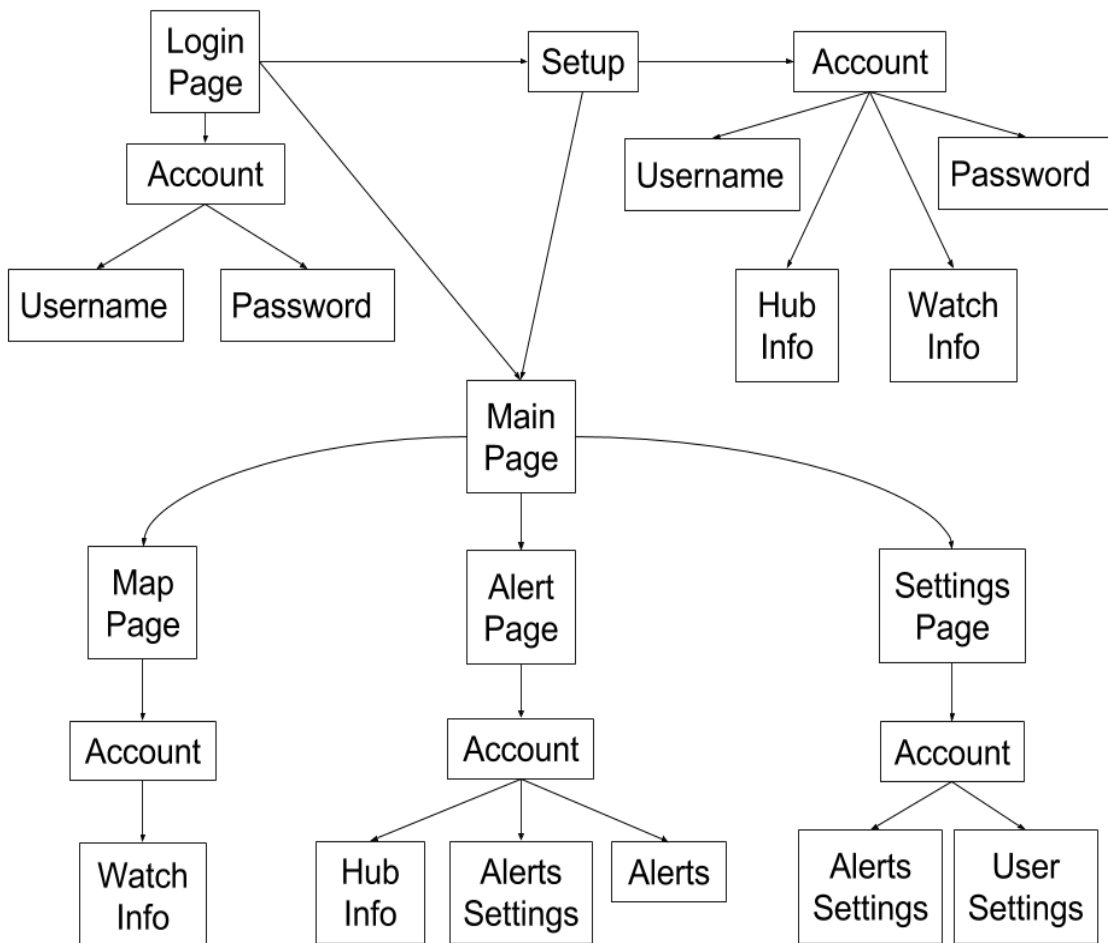 Login
Page
Setup
Account
Account
Username
Password
Username
Password
Hub
Info
Watch
Info
Main
Page
Map
Page
Alert
Page
Settings
Page
Account
Account
Account
Watch
Info
Hub
Info
Alerts
Settings
Alerts
Alerts
Settings
User
Settings